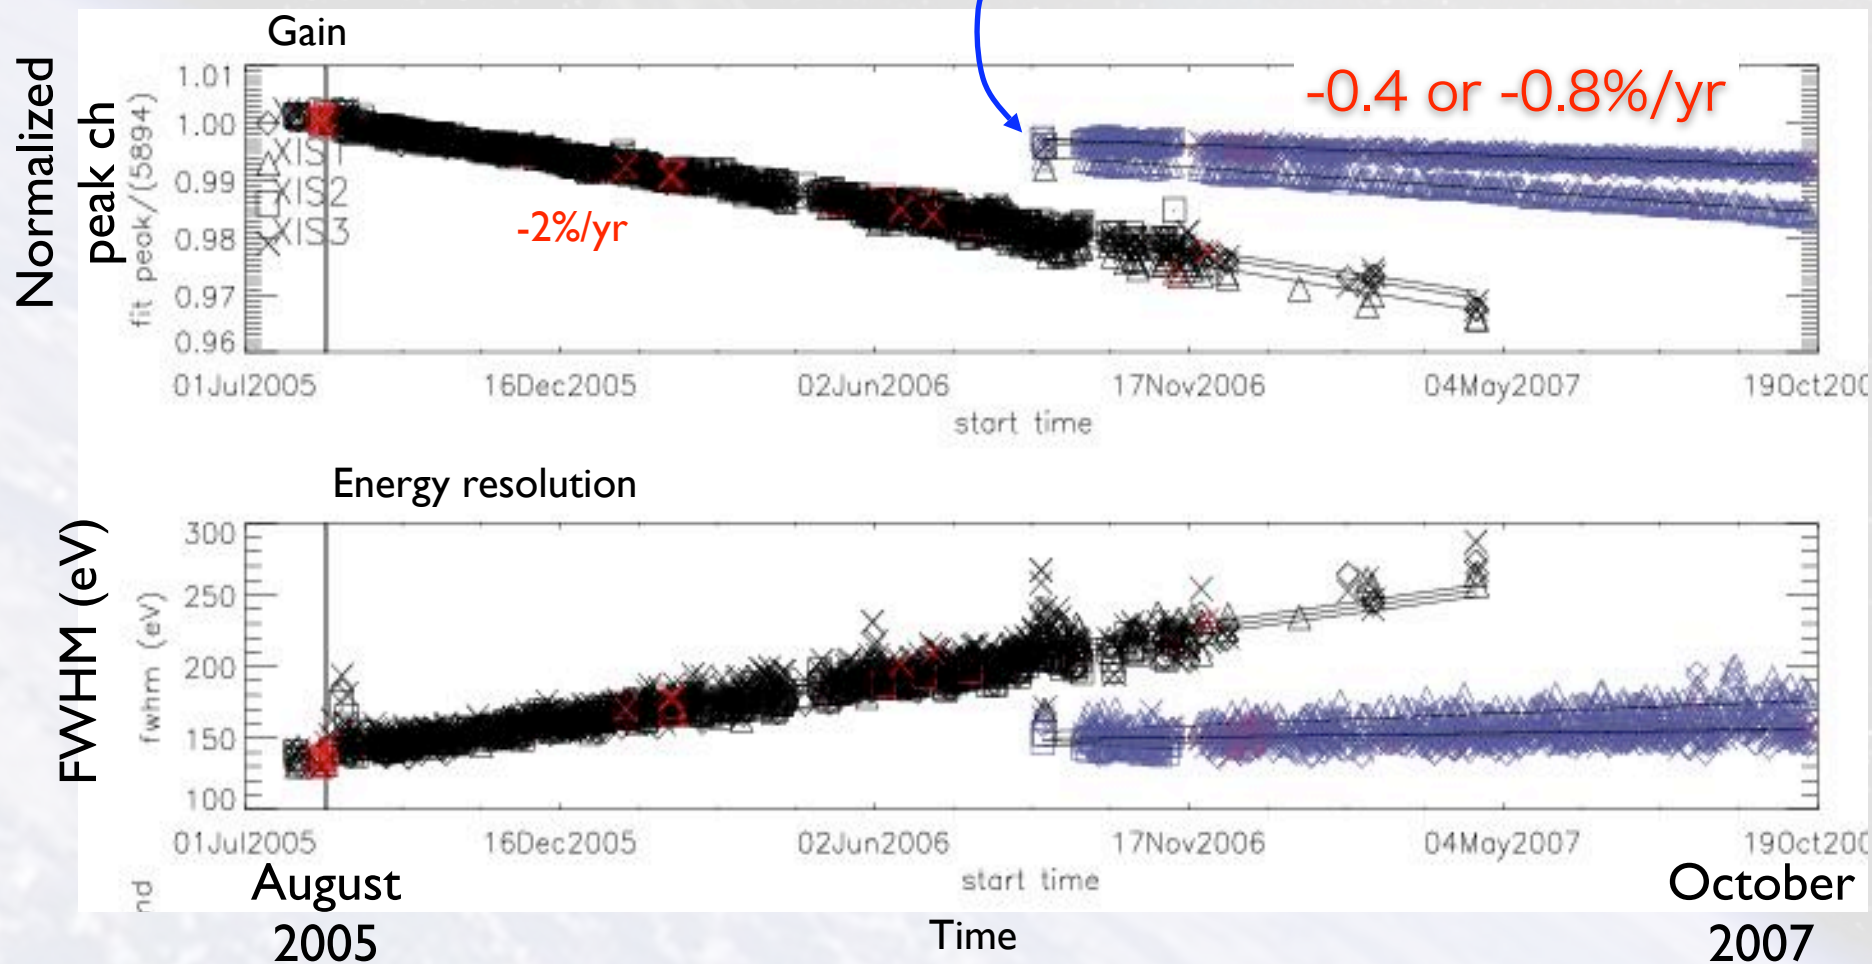 Gain
Normalized
peak ch
fit peak/(5894)
1.01
1.00
0.99
0.98
0.97
0.96
XIS1
XIS2
XIS3
-2%/yr
-0.4 or -0.8%/yr
01Jul2005 16Dec2005 02Jun2006 17Nov2006 04May2007 19Oct200
start time
Energy resolution
FWHM (eV)
fwhm (eV)
300
250
200
150
100
01Jul2005 16Dec2005 02Jun2006 17Nov2006 04May2007 19Oct200
start time
nd
August
2005
Time
October
2007